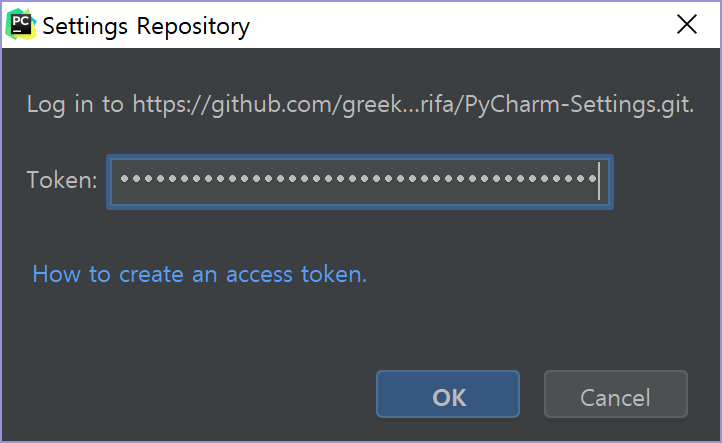 PC Settings Repository
Log in to https://github.com/greek...rifa/PyCharm-Settings.git.
Token: ••••••••••••••••••••••••••••••••••••••••
How to create an access token.
OK Cancel